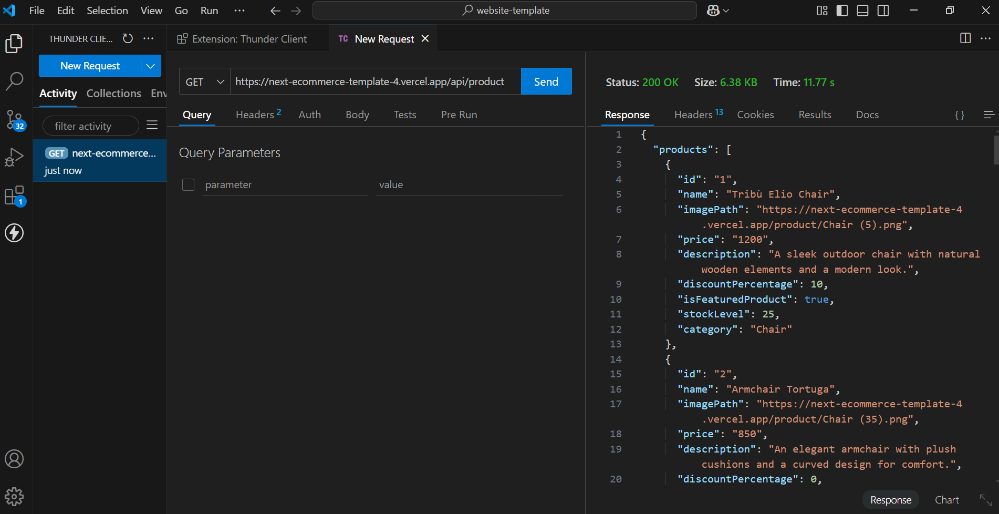 File Edit Selection View Go Run ···
website-template
THUNDER CLIE...
New Request
Activity Collections Env
filter activity
GET next-ecommerce...
just now
32
1
Extension: Thunder Client
TC New Request
GET https://next-ecommerce-template-4.vercel.app/api/product Send
Query Headers 2 Auth Body Tests Pre Run
Query Parameters
parameter value
Status: 200 OK Size: 6.38 KB Time: 11.77 s
Response Headers 13 Cookies Results Docs { }
1 {
2 "products": [
3 {
4 "id": "1",
5 "name": "Tribù Elio Chair",
6 "imagePath": "https://next-ecommerce-template-4
.vercel.app/product/Chair (5).png",
7 "price": "1200",
8 "description": "A sleek outdoor chair with natural
wooden elements and a modern look.",
9 "discountPercentage": 10,
10 "isFeaturedProduct": true,
11 "stockLevel": 25,
12 "category": "Chair"
13 },
14 {
15 "id": "2",
16 "name": "Armchair Tortuga",
17 "imagePath": "https://next-ecommerce-template-4
.vercel.app/product/Chair (35).png",
18 "price": "850",
19 "description": "An elegant armchair with plush
cushions and a curved design for comfort.",
20 "discountPercentage": 0,
Response Chart